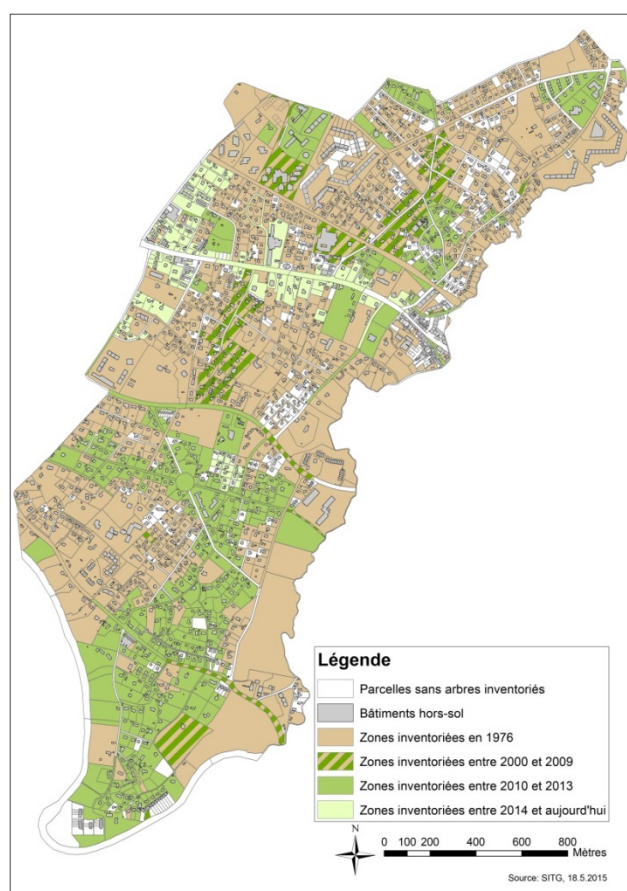 Légende
Parcelles sans arbres inventoriés
Bâtiments hors-sol
Zones inventoriées en 1976
Zones inventoriées entre 2000 et 2009
Zones inventoriées entre 2010 et 2013
Zones inventoriées entre 2014 et aujourd'hui
N
0 100 200 400 600 800
Mètres
Source: SITG, 18.5.2015